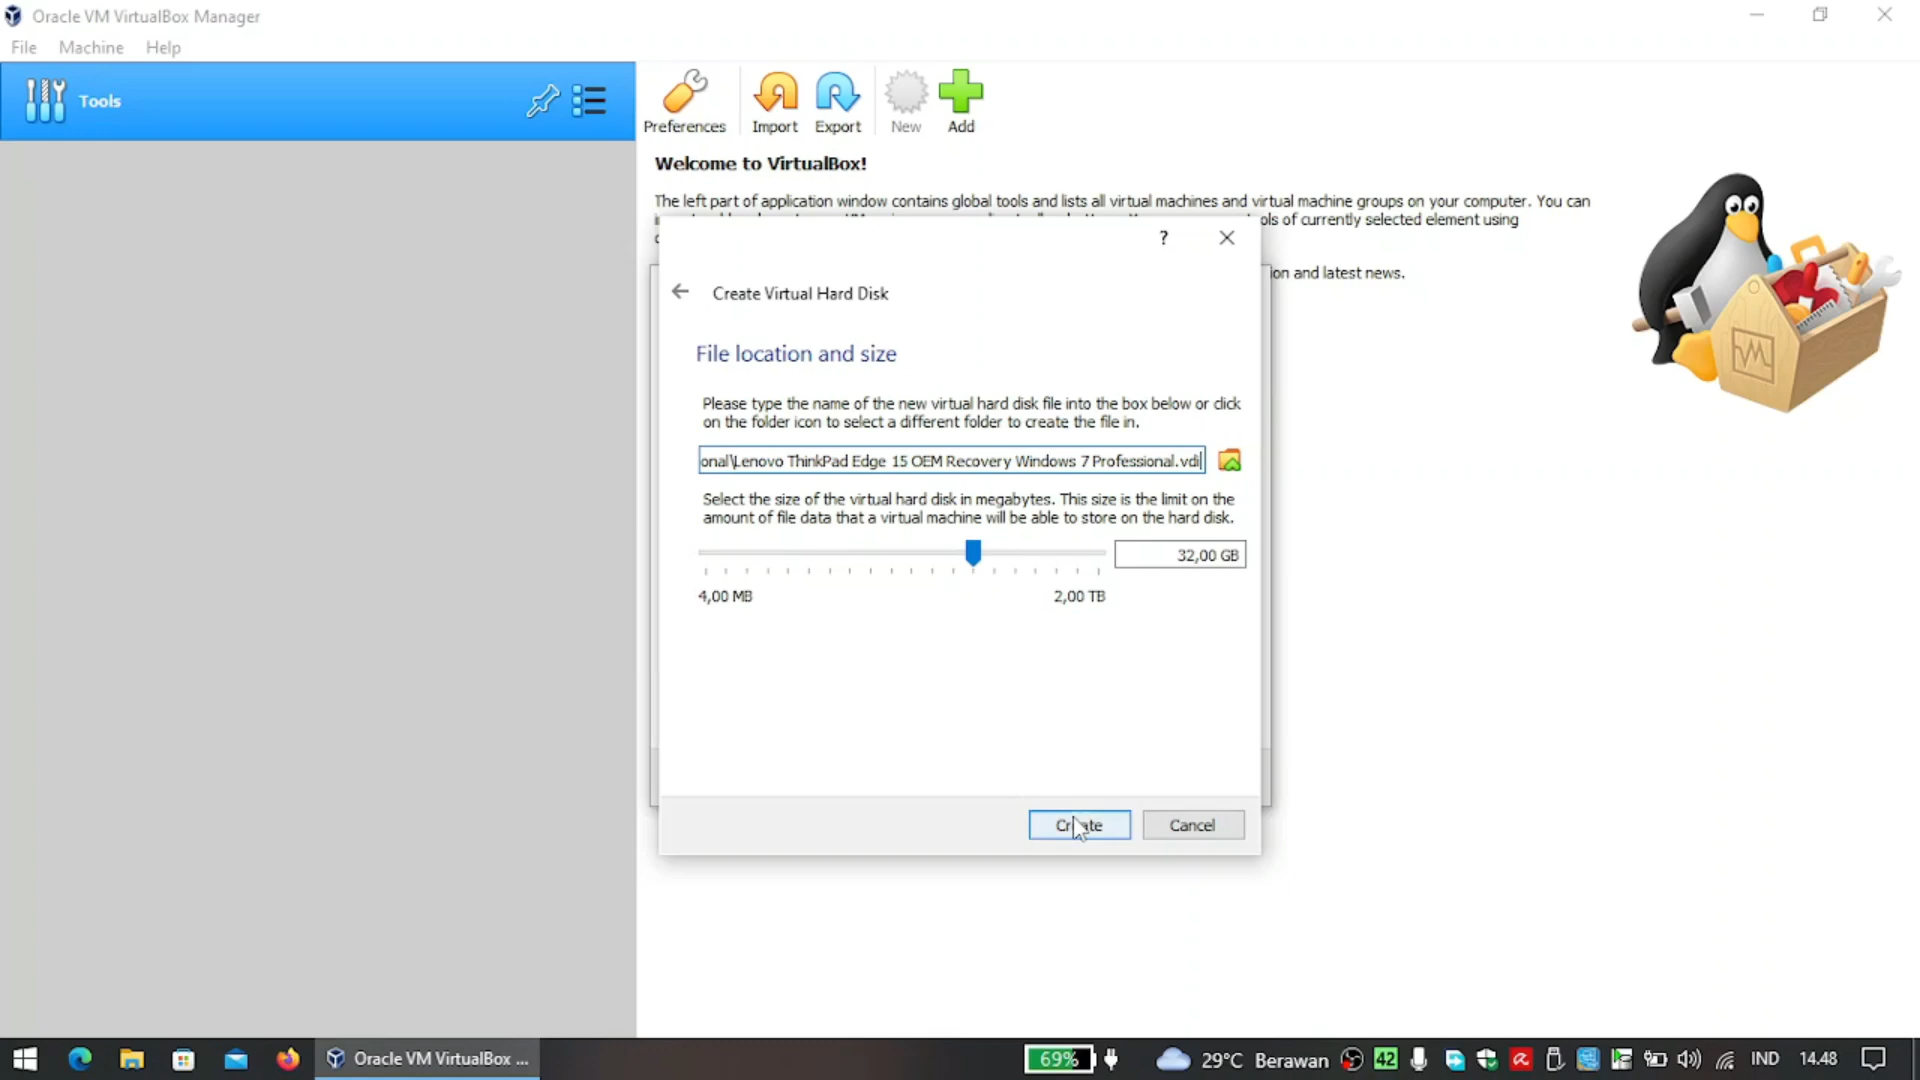 Oracle VM VirtualBox Manager
File Machine Help
Tools
Preferences Import Export New Add
Welcome to VirtualBox!
The left part of application window contains global tools and lists all virtual machines and virtual machine groups on your computer. You can
ols of currently selected element using
ion and latest news.
?
Create Virtual Hard Disk
File location and size
Please type the name of the new virtual hard disk file into the box below or click
on the folder icon to select a different folder to create the file in.
onal\Lenovo ThinkPad Edge 15 OEM Recovery Windows 7 Professional.vdi
Select the size of the virtual hard disk in megabytes. This size is the limit on the
amount of file data that a virtual machine will be able to store on the hard disk.
32,00 GB
4,00 MB 2,00 TB
Create Cancel
Oracle VM VirtualBox ... 69% 29°C Berawan 42 IND 14.48